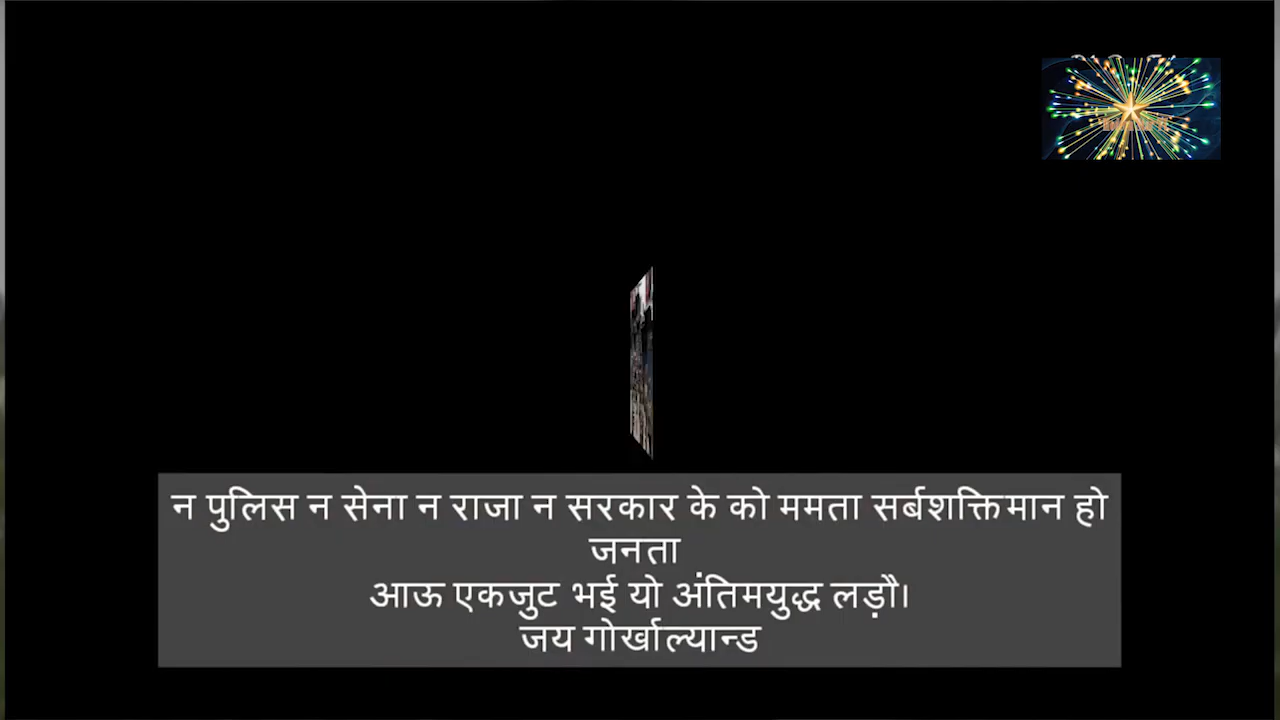 न पुलिस न सेना न राजा न सरकार के को ममता सर्बशक्तिमान हो
जनता
आऊ एकजुट भई यो अंतिमयुद्ध लड़ौ।
जय गोर्खाल्यान्ड